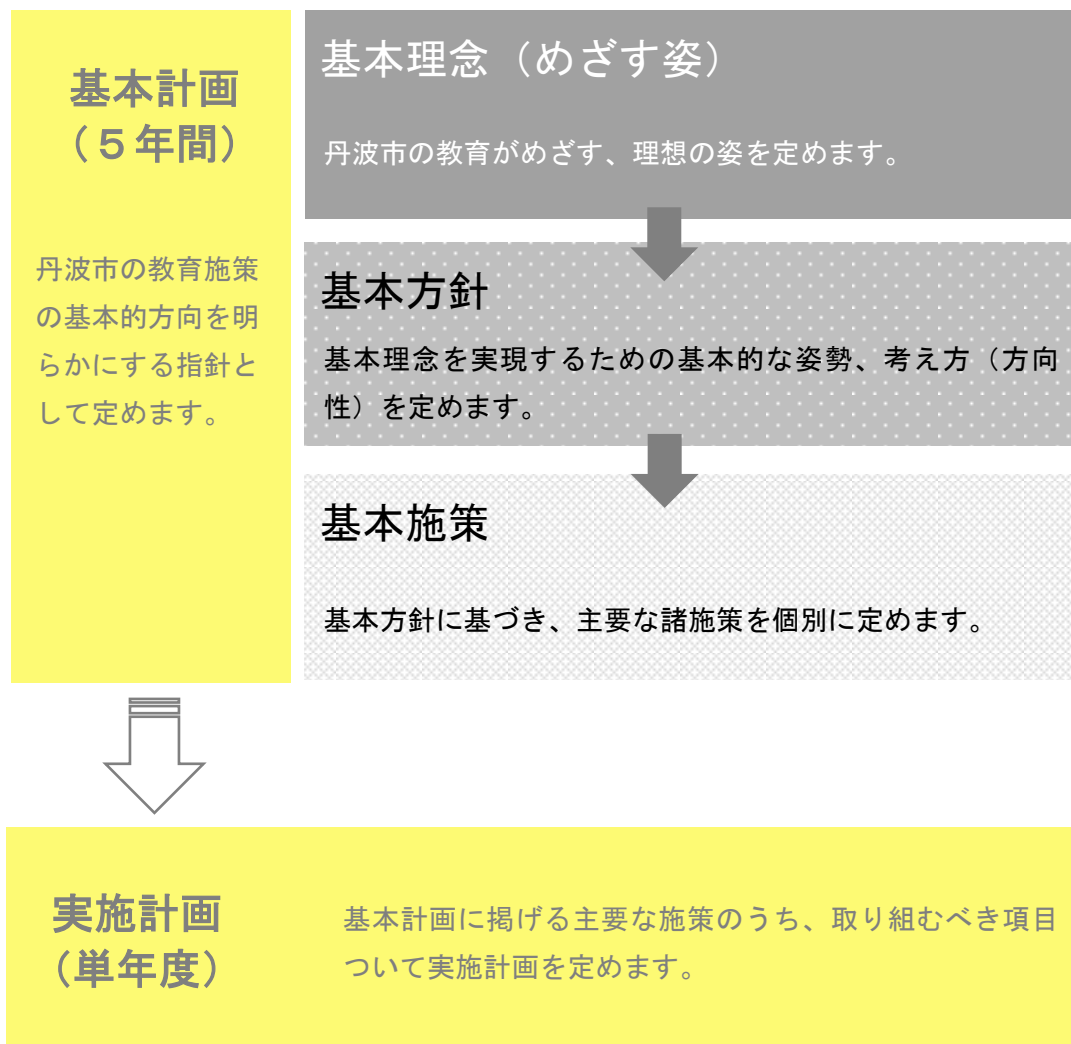 基本計画
（５年間）
丹波市の教育施策
の基本的方向を明
らかにする指針と
して定めます。
基本理念（めざす姿）
丹波市の教育がめざす、理想の姿を定めます。
基本方針
基本理念を実現するための基本的な姿勢、考え方（方向
性）を定めます。
基本施策
基本方針に基づき、主要な諸施策を個別に定めます。
実施計画
（単年度）
基本計画に掲げる主要な施策のうち、取り組むべき項目
ついて実施計画を定めます。